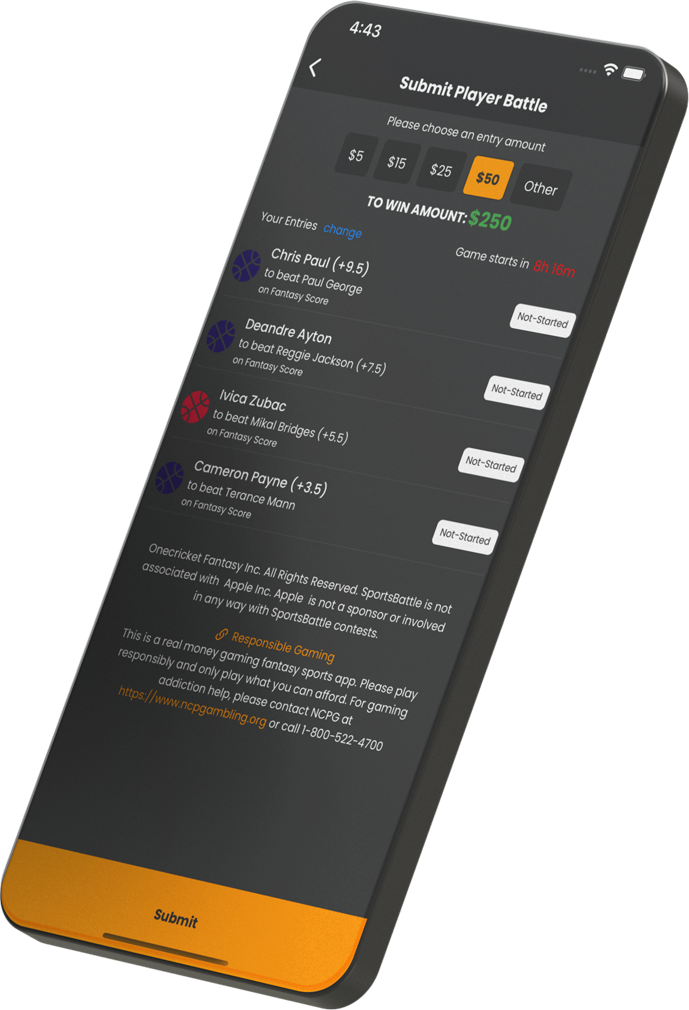 4:43
Submit Player Battle
Please choose an entry amount
$5 $15 $25 $50 Other
TO WIN AMOUNT: $250
Your Entries change
Game starts in 8h 16m
Chris Paul (+9.5)
to beat Paul George
on Fantasy Score
Not-Started
Deandre Ayton
to beat Reggie Jackson (+7.5)
on Fantasy Score
Not-Started
Ivica Zubac
to beat Mikal Bridges (+5.5)
on Fantasy Score
Not-Started
Cameron Payne (+3.5)
to beat Terance Mann
on Fantasy Score
Not-Started
Onecricket Fantasy Inc. All Rights Reserved. SportsBattle is not
associated with Apple Inc. Apple is not a sponsor or involved
in any way with SportsBattle contests.
Responsible Gaming
This is a real money gaming fantasy sports app. Please play
responsibly and only play what you can afford. For gaming
addiction help, please contact NCPG at
https://www.ncpgambling.org or call 1-800-522-4700
Submit